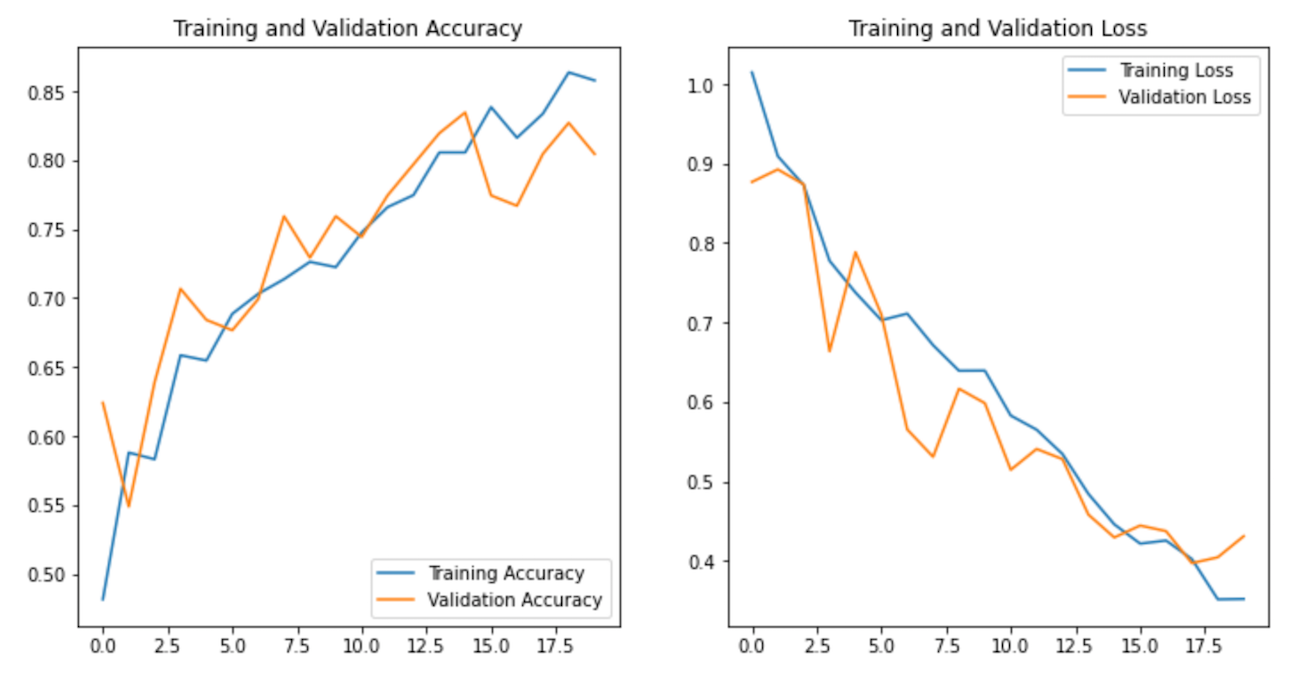 Training and Validation Accuracy
0.85
0.80
0.75
0.70
0.65
0.60
0.55
0.50
Training Accuracy
Validation Accuracy
0.0 2.5 5.0 7.5 10.0 12.5 15.0 17.5
Training and Validation Loss
Training Loss
Validation Loss
1.0
0.9
0.8
0.7
0.6
0.5
0.4
0.0 2.5 5.0 7.5 10.0 12.5 15.0 17.5